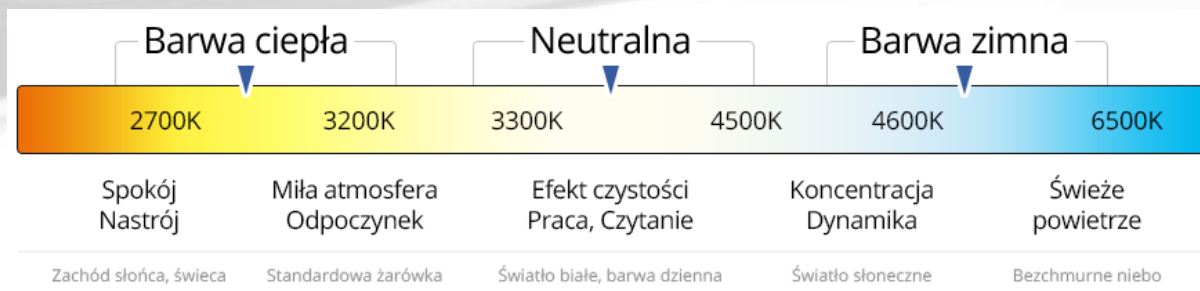 Barwa ciepła Neutralna Barwa zimna
2700K 3200K 3300K 4500K 4600K 6500K
Spokój Miła atmosfera Efekt czystości Koncentracja Świeże
Nastrój Odpoczynek Praca, Czytanie Dynamika powietrze
Zachód słońca, świeca Standardowa żarówka Światło białe, barwa dzienna Światło słoneczne Bezchmurne niebo